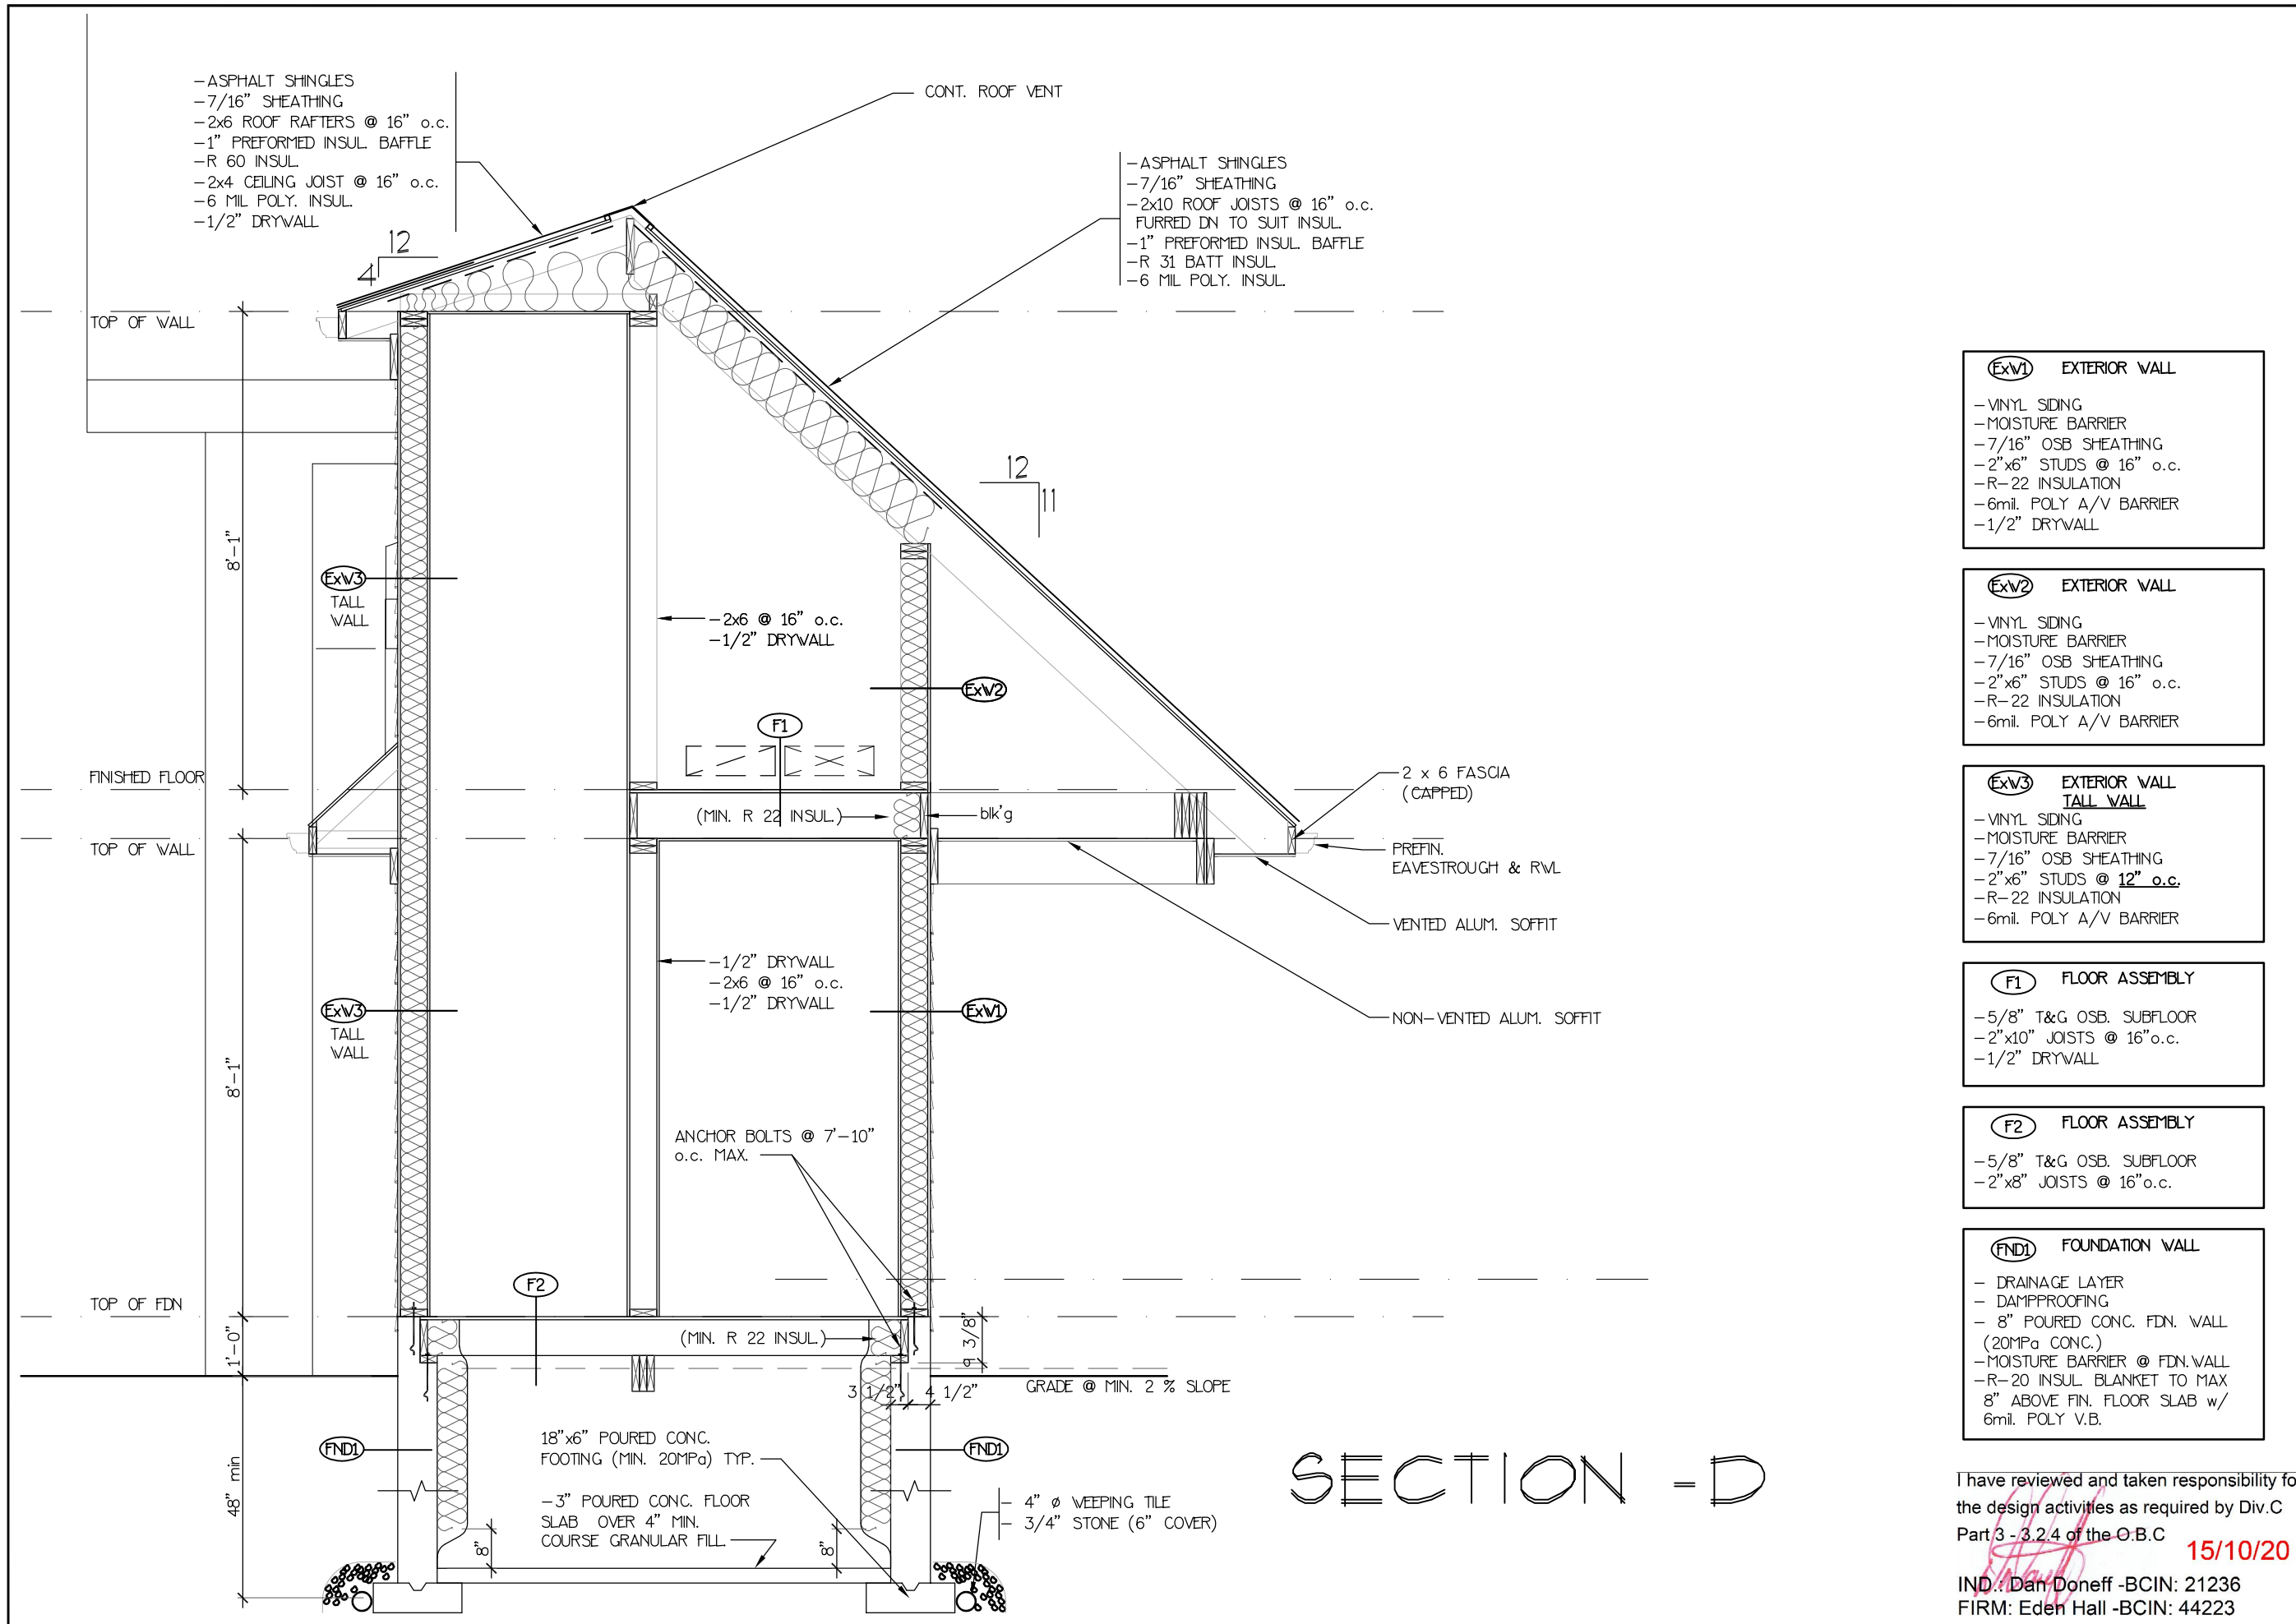 -ASPHALT SHINGLES
-7/16" SHEATHING
-2x6 ROOF RAFTERS @ 16" o.c.
-1" PREFORMED INSUL. BAFFLE
-R 60 INSUL.
-2x4 CEILING JOIST @ 16" o.c.
-6 MIL POLY. INSUL.
-1/2" DRYWALL
CONT. ROOF VENT
-ASPHALT SHINGLES
-7/16" SHEATHING
-2x10 ROOF JOISTS @ 16" o.c.
FURRED DN TO SUIT INSUL.
-1" PREFORMED INSUL. BAFFLE
-R 31 BATT INSUL.
-6 MIL POLY. INSUL.
12
4
TOP OF WALL
12
11
8'-1"
ExW3
TALL
WALL
-2x6 @ 16" o.c.
-1/2" DRYWALL
ExW2
F1
FINISHED FLOOR
2 x 6 FASCIA
(CAPPED)
(MIN. R 22 INSUL.)
blk'g
TOP OF WALL
PREFIN.
EAVESTROUGH & RWL
VENTED ALUM. SOFFIT
-1/2" DRYWALL
-2x6 @ 16" o.c.
-1/2" DRYWALL
ExW3
TALL
WALL
ExW1
NON-VENTED ALUM. SOFFIT
8'-1"
ANCHOR BOLTS @ 7'-10"
o.c. MAX.
F2
TOP OF FDN
1'-0"
(MIN. R 22 INSUL.)
9 3/8"
3 1/2"
4 1/2"
GRADE @ MIN. 2 % SLOPE
18"x6" POURED CONC.
FOOTING (MIN. 20MPa) TYP.
FND1
FND1
48" min
-3" POURED CONC. FLOOR
SLAB OVER 4" MIN.
COURSE GRANULAR FILL.
8"
8"
- 4" ø WEEPING TILE
- 3/4" STONE (6" COVER)
SECTION -D
ExW1 EXTERIOR WALL
-VINYL SIDING
-MOISTURE BARRIER
-7/16" OSB SHEATHING
-2"x6" STUDS @ 16" o.c.
-R-22 INSULATION
-6mil. POLY A/V BARRIER
-1/2" DRYWALL
ExW2 EXTERIOR WALL
-VINYL SIDING
-MOISTURE BARRIER
-7/16" OSB SHEATHING
-2"x6" STUDS @ 16" o.c.
-R-22 INSULATION
-6mil. POLY A/V BARRIER
ExW3 EXTERIOR WALL
TALL WALL
-VINYL SIDING
-MOISTURE BARRIER
-7/16" OSB SHEATHING
-2"x6" STUDS @ 12" o.c.
-R-22 INSULATION
-6mil. POLY A/V BARRIER
F1 FLOOR ASSEMBLY
-5/8" T&G OSB. SUBFLOOR
-2"x10" JOISTS @ 16"o.c.
-1/2" DRYWALL
F2 FLOOR ASSEMBLY
-5/8" T&G OSB. SUBFLOOR
-2"x8" JOISTS @ 16"o.c.
FND1 FOUNDATION WALL
- DRAINAGE LAYER
- DAMPPROOFING
- 8" POURED CONC. FDN. WALL
(20MPa CONC.)
-MOISTURE BARRIER @ FDN.WALL
-R-20 INSUL. BLANKET TO MAX
8" ABOVE FIN. FLOOR SLAB w/
6mil. POLY V.B.
I have reviewed and taken responsibility fo
the design activities as required by Div.C
Part 3 - 3.2.4 of the O.B.C
15/10/20
IND.: Dan Doneff -BCIN: 21236
FIRM: Eden Hall -BCIN: 44223